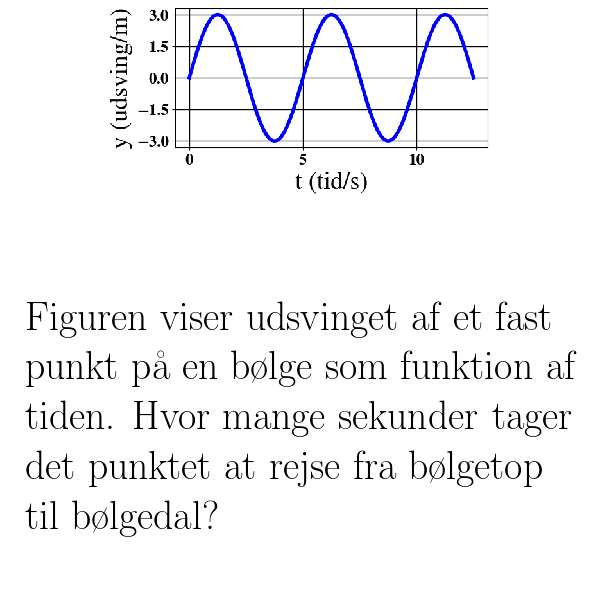 3.0
1.5
0.0
−1.5
−3.0
y (udsving/m)
0 5 10
t (tid/s)
Figuren viser udsvinget af et fast
punkt på en bølge som funktion af
tiden. Hvor mange sekunder tager
det punktet at rejse fra bølgetop
til bølgedal?